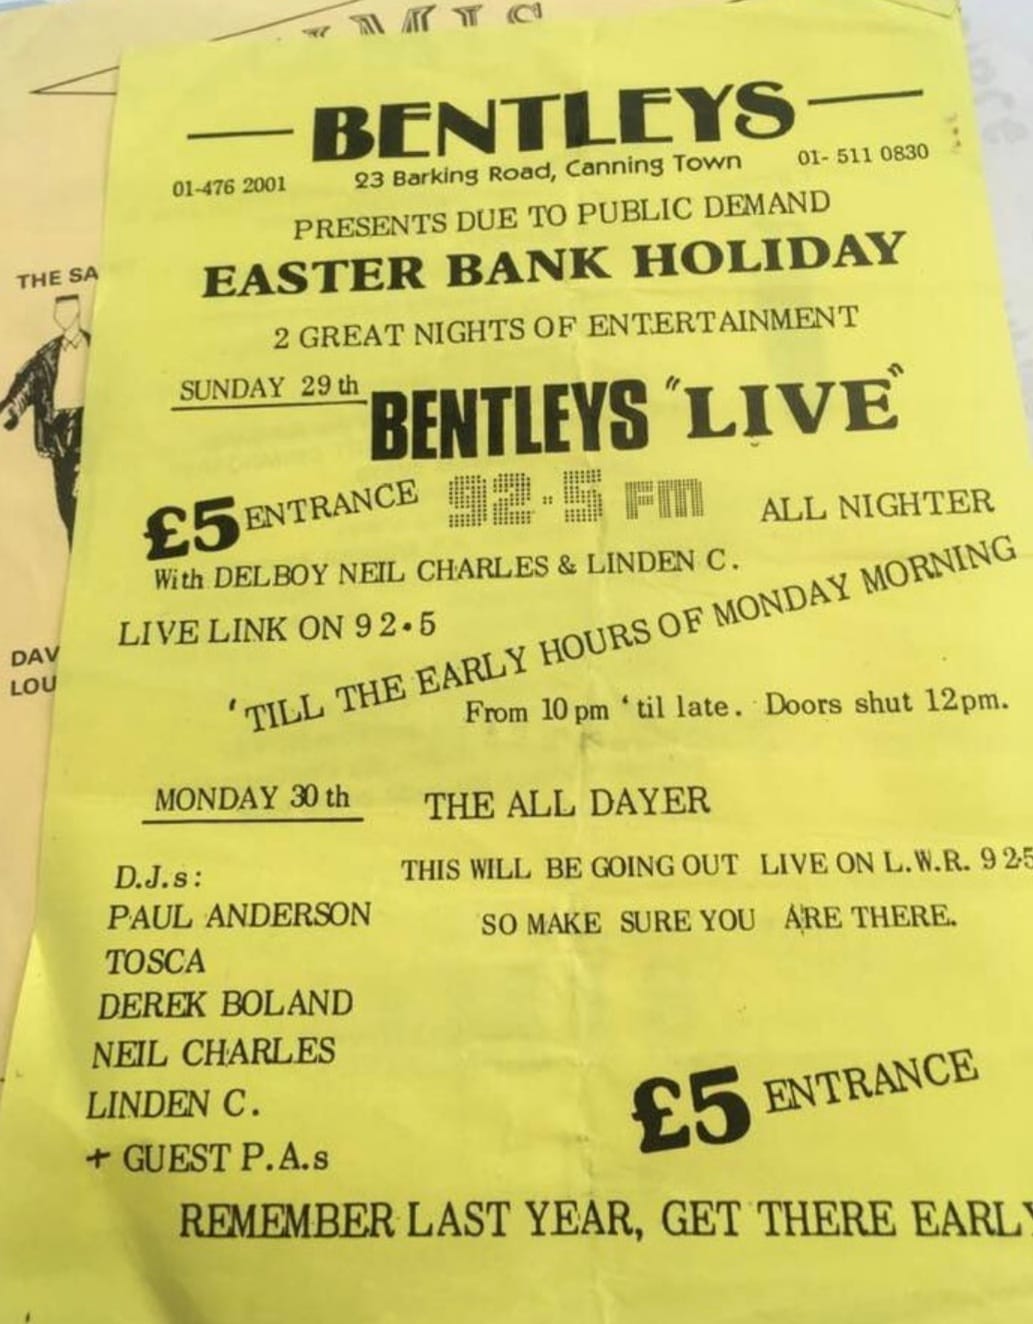 BENTLEYS
01-476 2001 23 Barking Road, Canning Town 01- 511 0830
PRESENTS DUE TO PUBLIC DEMAND
EASTER BANK HOLIDAY
2 GREAT NIGHTS OF ENTERTAINMENT
SUNDAY 29th BENTLEYS "LIVE"
£5 ENTRANCE 92.5 FM ALL NIGHTER
With DELBOY NEIL CHARLES & LINDEN C.
LIVE LINK ON 92.5
'TILL THE EARLY HOURS OF MONDAY MORNING
From 10pm 'til late. Doors shut 12pm.
MONDAY 30th THE ALL DAYER
D.J.s: THIS WILL BE GOING OUT LIVE ON L.W.R. 92.5
PAUL ANDERSON SO MAKE SURE YOU ARE THERE.
TOSCA
DEREK BOLAND
NEIL CHARLES
LINDEN C.
£5 ENTRANCE
+ GUEST P.A.s
REMEMBER LAST YEAR, GET THERE EARLY
THE SA
DAV
LOU